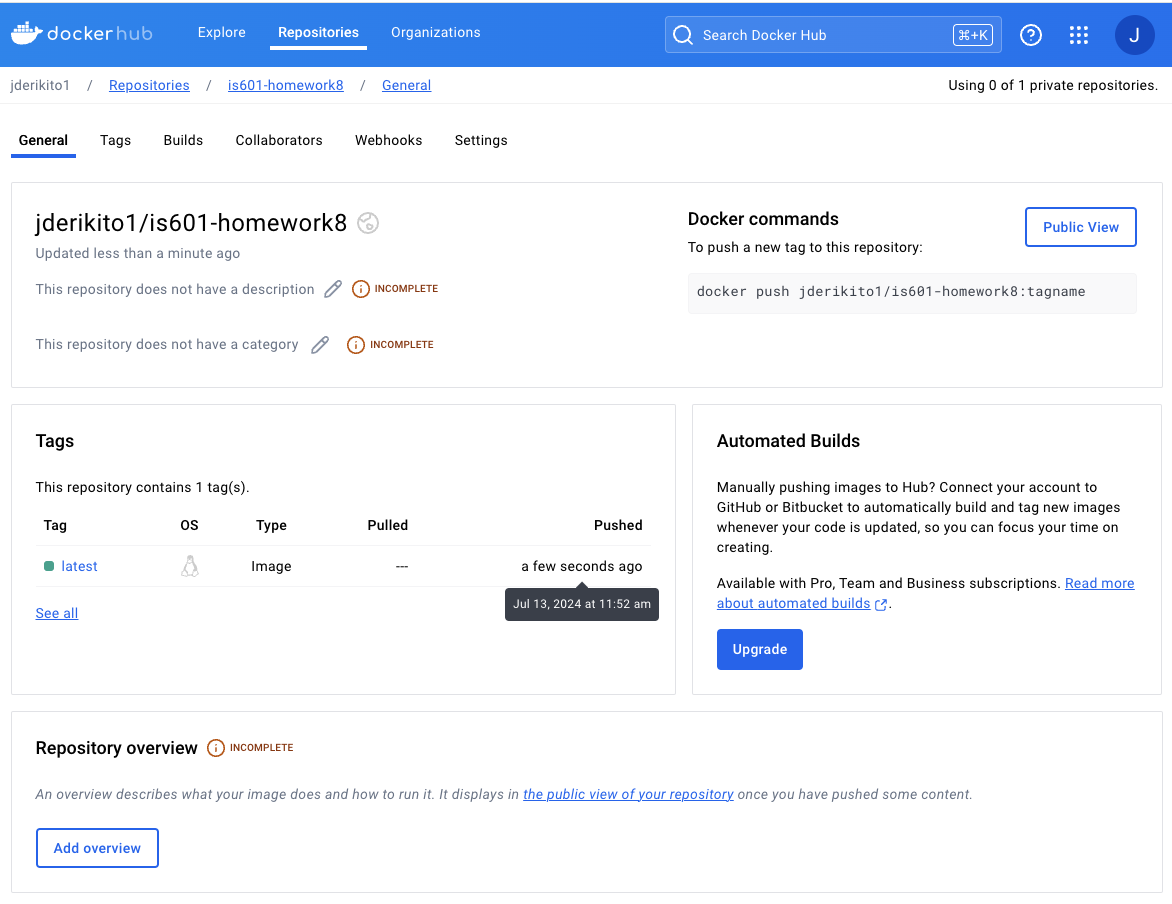 dockerhub Explore Repositories Organizations Search Docker Hub ⌘+K ? J
jderikito1 / Repositories / is601-homework8 / General Using 0 of 1 private repositories.
General Tags Builds Collaborators Webhooks Settings
jderikito1/is601-homework8
Updated less than a minute ago
This repository does not have a description INCOMPLETE
This repository does not have a category INCOMPLETE
Docker commands
Public View
To push a new tag to this repository:
docker push jderikito1/is601-homework8:tagname
Tags
This repository contains 1 tag(s).
Tag OS Type Pulled Pushed
latest Image --- a few seconds ago
Jul 13, 2024 at 11:52 am
See all
Automated Builds
Manually pushing images to Hub? Connect your account to
GitHub or Bitbucket to automatically build and tag new images
whenever your code is updated, so you can focus your time on
creating.
Available with Pro, Team and Business subscriptions. Read more
about automated builds.
Upgrade
Repository overview INCOMPLETE
An overview describes what your image does and how to run it. It displays in the public view of your repository once you have pushed some content.
Add overview